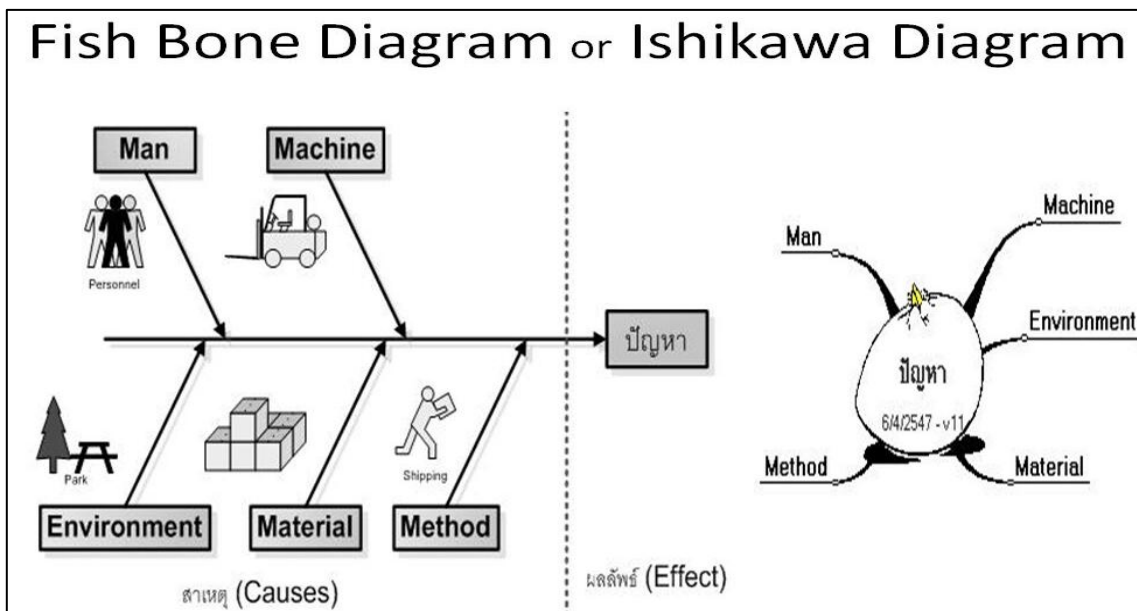 Fish Bone Diagram or Ishikawa Diagram
Man
Machine
Personnel
ปัญหา
Park
Shipping
Environment
Material
Method
สาเหตุ (Causes)
ผลลัพธ์ (Effect)
Man
Machine
Environment
ปัญหา
6/4/2547 - v11
Method
Material